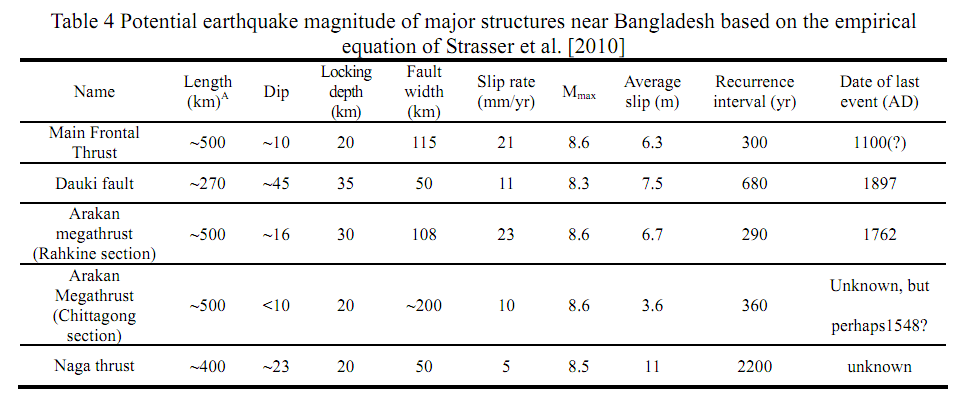 Table 4 Potential earthquake magnitude of major structures near Bangladesh based on the empirical
equation of Strasser et al. [2010]
Name Length (km)A Dip Locking depth (km) Fault width (km) Slip rate (mm/yr) Mmax Average slip (m) Recurrence interval (yr) Date of last event (AD)
Main Frontal Thrust ~500 ~10 20 115 21 8.6 6.3 300 1100(?)
Dauki fault ~270 ~45 35 50 11 8.3 7.5 680 1897
Arakan megathrust (Rahkine section) ~500 ~16 30 108 23 8.6 6.7 290 1762
Arakan Megathrust (Chittagong section) ~500 <10 20 ~200 10 8.6 3.6 360 Unknown, but perhaps1548?
Naga thrust ~400 ~23 20 50 5 8.5 11 2200 unknown